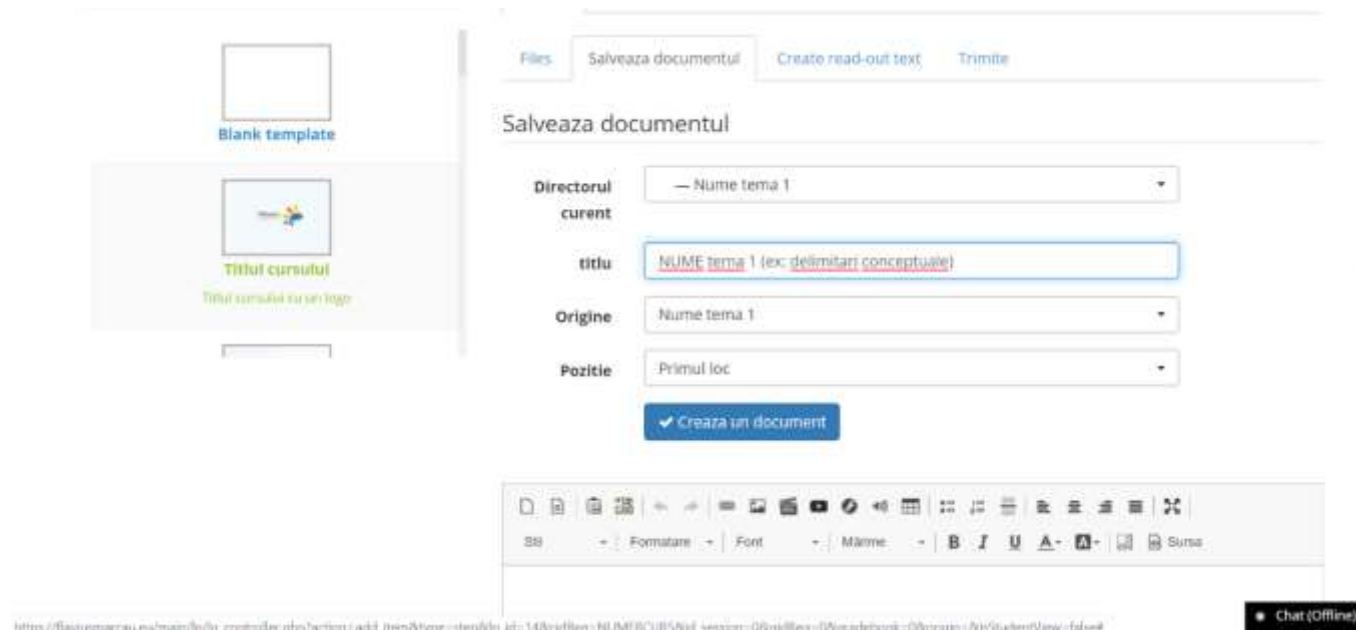 Files Salveaza documentul Create read-out text Trimite
Blank template
Salveaza documentul
Directorul curent — Nume tema 1
titlu NUME tema 1 (ex: delimitari conceptuale)
Titlul cursului
Titlul cursului cu un logo
Origine Nume tema 1
Pozitie Primul loc
Creaza un document
Stil Formatare Font Mărime B I U A A Sursa
Chat (Offline)